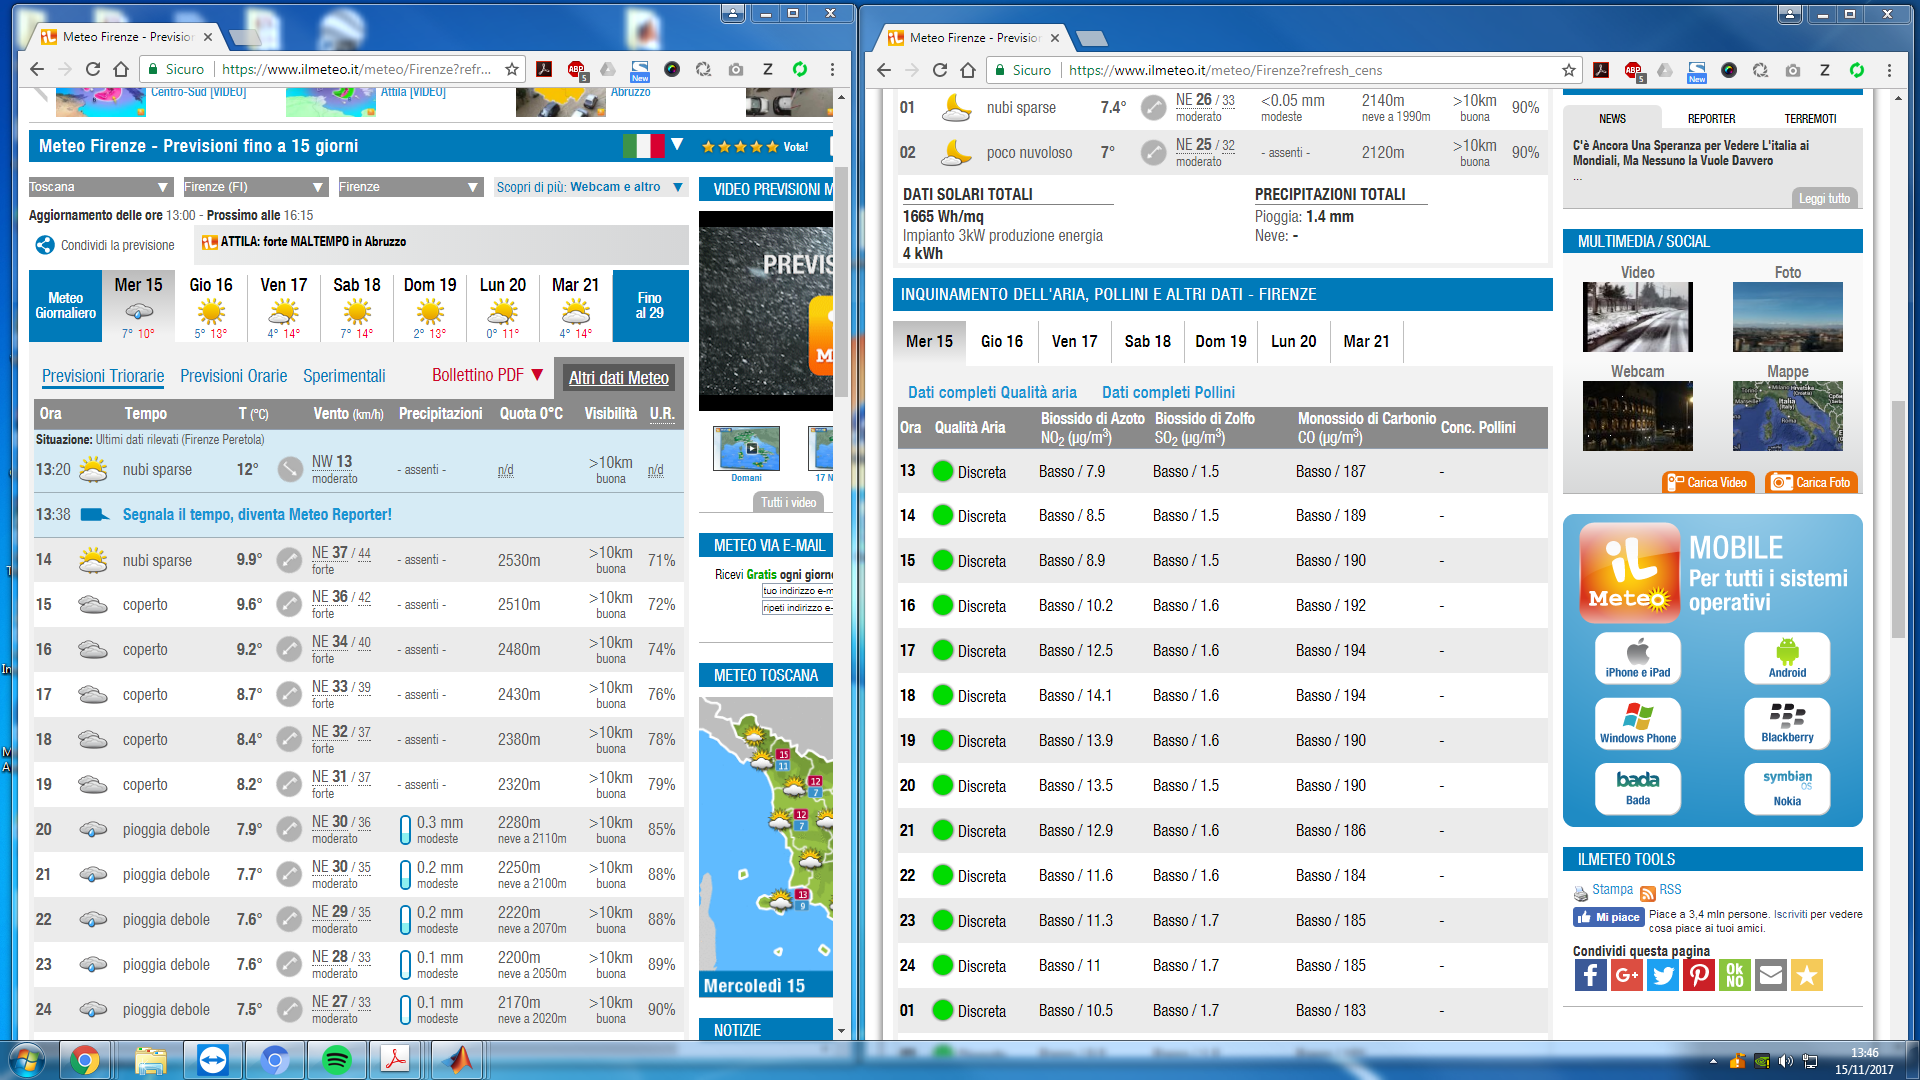 Meteo Firenze - Previsior
Sicuro
https://www.ilmeteo.it/meteo/Firenze?refr...
Centro-Sud [VIDEO]
Attila [VIDEO]
Abruzzo
Meteo Firenze - Previsioni fino a 15 giorni
Vota!
Toscana
Firenze (FI)
Firenze
Scopri di più: Webcam e altro
Aggiornamento delle ore 13:00 - Prossimo alle 16:15
Condividi la previsione
ATTILA: forte MALTEMPO in Abruzzo
Meteo Giornaliero
Mer 15 7° 10°
Gio 16 5° 13°
Ven 17 4° 14°
Sab 18 7° 14°
Dom 19 2° 13°
Lun 20 0° 11°
Mar 21 4° 14°
Fino al 29
Previsioni Triorarie
Previsioni Orarie
Sperimentali
Bollettino PDF
Altri dati Meteo
Ora Tempo T (°C) Vento (km/h) Precipitazioni Quota 0°C Visibilità U.R.
Situazione: Ultimi dati rilevati (Firenze Peretola)
13:20 nubi sparse 12° NW 13 moderato - assenti - n/d >10km buona n/d
13:38 Segnala il tempo, diventa Meteo Reporter!
14 nubi sparse 9.9° NE 37 / 44 forte - assenti - 2530m >10km buona 71%
15 coperto 9.6° NE 36 / 42 forte - assenti - 2510m >10km buona 72%
16 coperto 9.2° NE 34 / 40 forte - assenti - 2480m >10km buona 74%
17 coperto 8.7° NE 33 / 39 forte - assenti - 2430m >10km buona 76%
18 coperto 8.4° NE 32 / 37 forte - assenti - 2380m >10km buona 78%
19 coperto 8.2° NE 31 / 37 forte - assenti - 2320m >10km buona 79%
20 pioggia debole 7.9° NE 30 / 36 moderato 0.3 mm modeste 2280m neve a 2110m >10km buona 85%
21 pioggia debole 7.7° NE 30 / 35 moderato 0.2 mm modeste 2250m neve a 2100m >10km buona 88%
22 pioggia debole 7.6° NE 29 / 35 moderato 0.2 mm modeste 2220m neve a 2070m >10km buona 88%
23 pioggia debole 7.6° NE 28 / 33 moderato 0.1 mm modeste 2200m neve a 2050m >10km buona 89%
24 pioggia debole 7.5° NE 27 / 33 moderato 0.1 mm modeste 2170m neve a 2020m >10km buona 90%
VIDEO PREVISIONI M
PREVIS
Domani
17 N
Tutti i video
METEO VIA E-MAIL
Ricevi Gratis ogni giorno
tuo indirizzo e-m
ripeti indirizzo e-
METEO TOSCANA
15 11
12 7
12 7
13 9
Mercoledì 15
NOTIZIE
Meteo Firenze - Previsior
Sicuro
https://www.ilmeteo.it/meteo/Firenze?refresh_cens
01 nubi sparse 7.4° NE 26 / 33 moderato <0.05 mm modeste 2140m neve a 1990m >10km buona 90%
02 poco nuvoloso 7° NE 25 / 32 moderato - assenti - 2120m >10km buona 90%
DATI SOLARI TOTALI
1665 Wh/mq
Impianto 3kW produzione energia
4 kWh
PRECIPITAZIONI TOTALI
Pioggia: 1.4 mm
Neve: -
INQUINAMENTO DELL'ARIA, POLLINI E ALTRI DATI - FIRENZE
Mer 15 Gio 16 Ven 17 Sab 18 Dom 19 Lun 20 Mar 21
Dati completi Qualità aria
Dati completi Pollini
Ora Qualità Aria Biossido di Azoto NO2 (µg/m3) Biossido di Zolfo SO2 (µg/m3) Monossido di Carbonio CO (µg/m3) Conc. Pollini
13 Discreta Basso / 7.9 Basso / 1.5 Basso / 187 -
14 Discreta Basso / 8.5 Basso / 1.5 Basso / 189 -
15 Discreta Basso / 8.9 Basso / 1.5 Basso / 190 -
16 Discreta Basso / 10.2 Basso / 1.6 Basso / 192 -
17 Discreta Basso / 12.5 Basso / 1.6 Basso / 194 -
18 Discreta Basso / 14.1 Basso / 1.6 Basso / 194 -
19 Discreta Basso / 13.9 Basso / 1.6 Basso / 190 -
20 Discreta Basso / 13.5 Basso / 1.5 Basso / 190 -
21 Discreta Basso / 12.9 Basso / 1.6 Basso / 186 -
22 Discreta Basso / 11.6 Basso / 1.6 Basso / 184 -
23 Discreta Basso / 11.3 Basso / 1.7 Basso / 185 -
24 Discreta Basso / 11 Basso / 1.7 Basso / 185 -
01 Discreta Basso / 10.5 Basso / 1.7 Basso / 183 -
NEWS REPORTER TERREMOTI
C'è Ancora Una Speranza per Vedere L'italia ai
Mondiali, Ma Nessuno la Vuole Davvero
...
Leggi tutto
MULTIMEDIA / SOCIAL
Video
Foto
Webcam
Mappe
Carica Video
Carica Foto
iL Meteo
MOBILE
Per tutti i sistemi
operativi
iPhone e iPad
Android
Windows Phone
Blackberry
bada
Bada
symbian OS
Nokia
ILMETEO TOOLS
Stampa
RSS
Mi piace
Piace a 3,4 mln persone. Iscriviti per vedere
cosa piace ai tuoi amici.
Condividi questa pagina
OK NO
13:46
15/11/2017